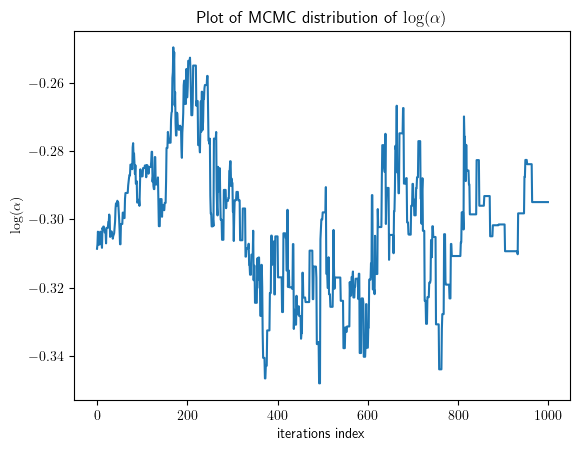 Plot of MCMC distribution of log(α)
log(α)
−0.26
−0.28
−0.30
−0.32
−0.34
0 200 400 600 800 1000
iterations index